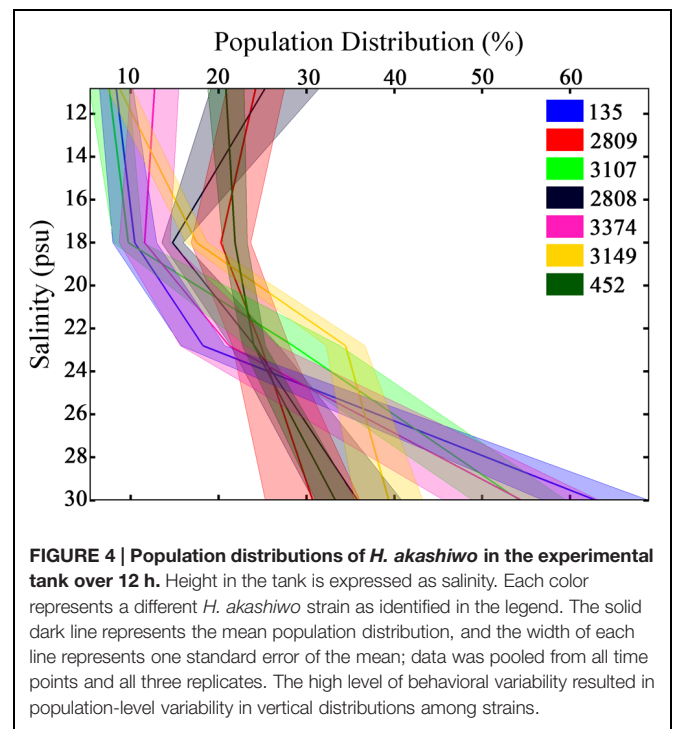 Population Distribution (%)
10 20 30 40 50 60
12
14
16
18
20
22
24
26
28
30
Salinity (psu)
135
2809
3107
2808
3374
3149
452
FIGURE 4 | Population distributions of H. akashiwo in the experimental
tank over 12 h. Height in the tank is expressed as salinity. Each color
represents a different H. akashiwo strain as identified in the legend. The solid
dark line represents the mean population distribution, and the width of each
line represents one standard error of the mean; data was pooled from all time
points and all three replicates. The high level of behavioral variability resulted in
population-level variability in vertical distributions among strains.